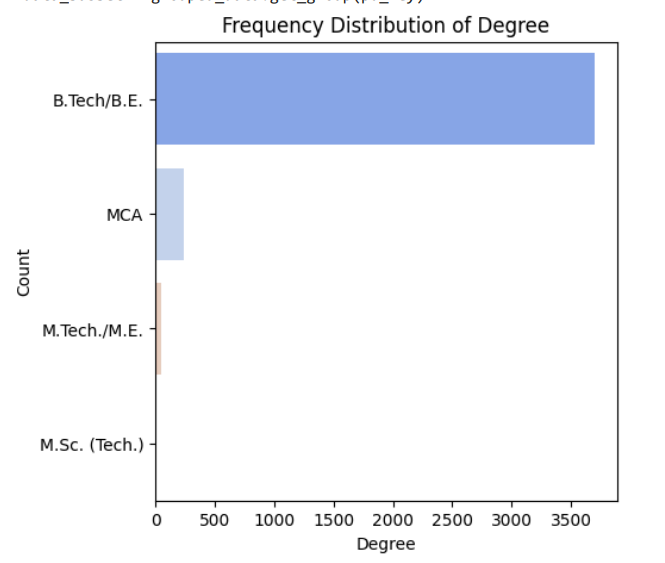 Frequency Distribution of Degree
B.Tech/B.E.
MCA
M.Tech./M.E.
M.Sc. (Tech.)
Count
0 500 1000 1500 2000 2500 3000 3500
Degree